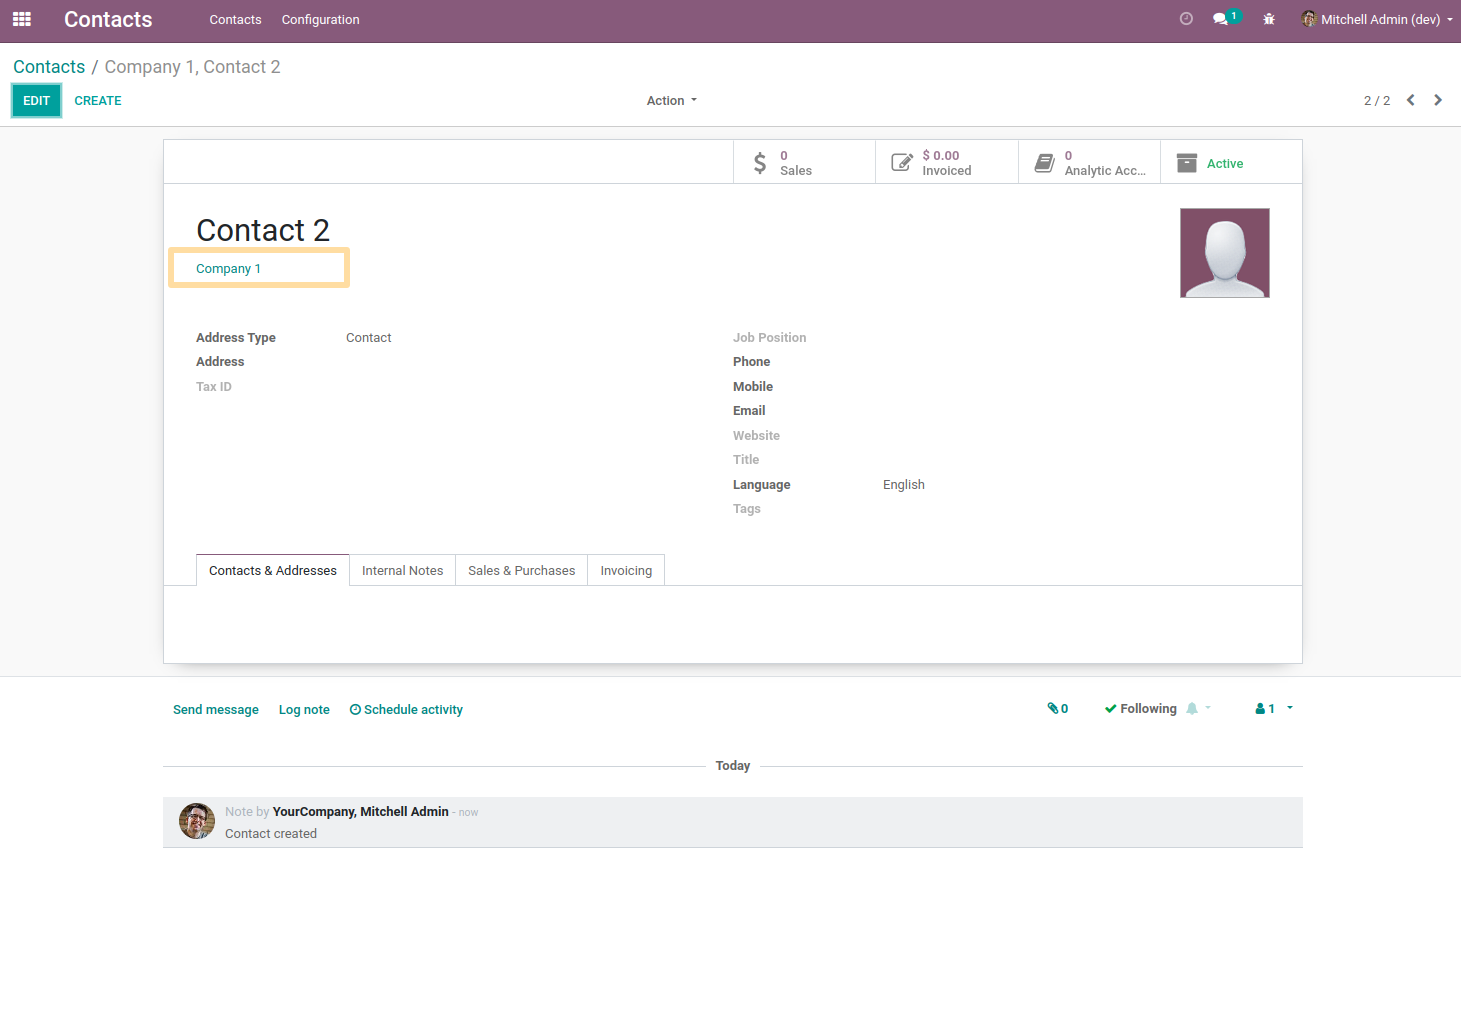 Contacts Contacts Configuration 1 Mitchell Admin (dev)
Contacts / Company 1, Contact 2
EDIT CREATE Action 2 / 2
0 Sales
$ 0.00 Invoiced
0 Analytic Acc...
Active
Contact 2
Company 1
Address Type Contact
Address
Tax ID
Job Position
Phone
Mobile
Email
Website
Title
Language English
Tags
Contacts & Addresses Internal Notes Sales & Purchases Invoicing
Send message Log note Schedule activity 0 Following 1
Today
Note by YourCompany, Mitchell Admin - now
Contact created